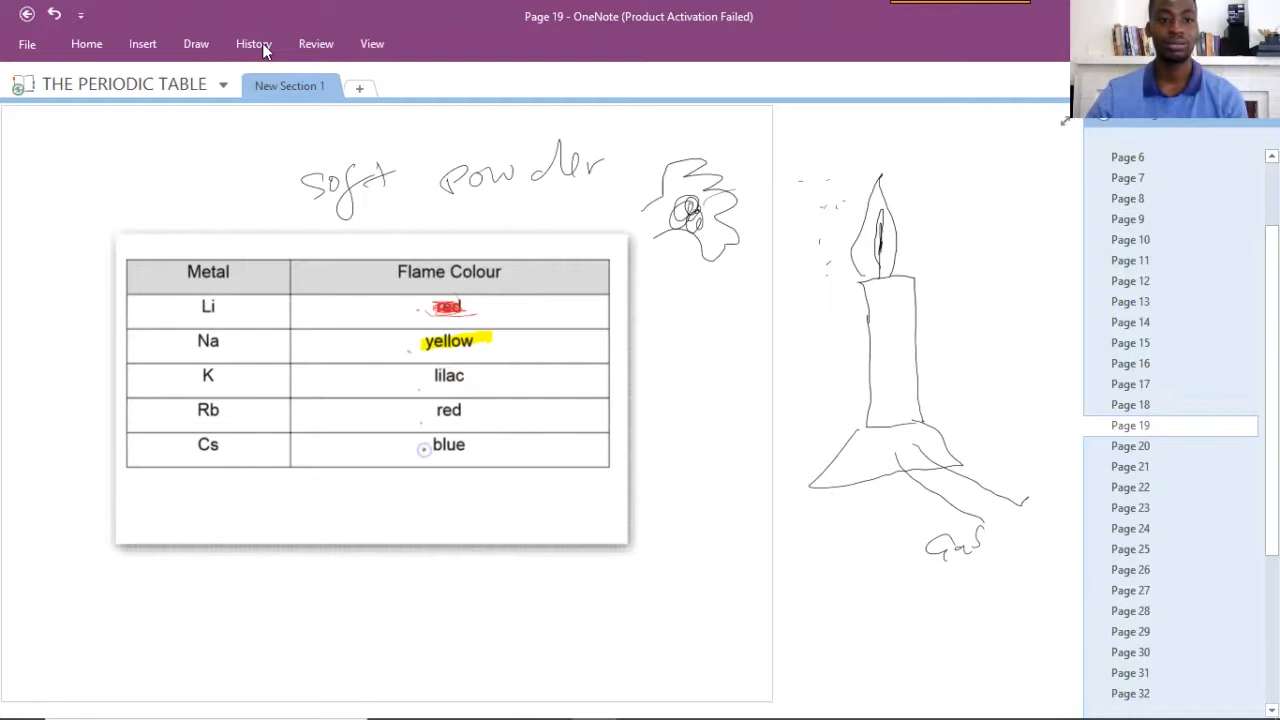 Page 19 - OneNote (Product Activation Failed)
File Home Insert Draw History Review View
THE PERIODIC TABLE New Section 1 +
soft powder
Metal Flame Colour
Li red
Na yellow
K lilac
Rb red
Cs blue
Gas
Page 6
Page 7
Page 8
Page 9
Page 10
Page 11
Page 12
Page 13
Page 14
Page 15
Page 16
Page 17
Page 18
Page 19
Page 20
Page 21
Page 22
Page 23
Page 24
Page 25
Page 26
Page 27
Page 28
Page 29
Page 30
Page 31
Page 32